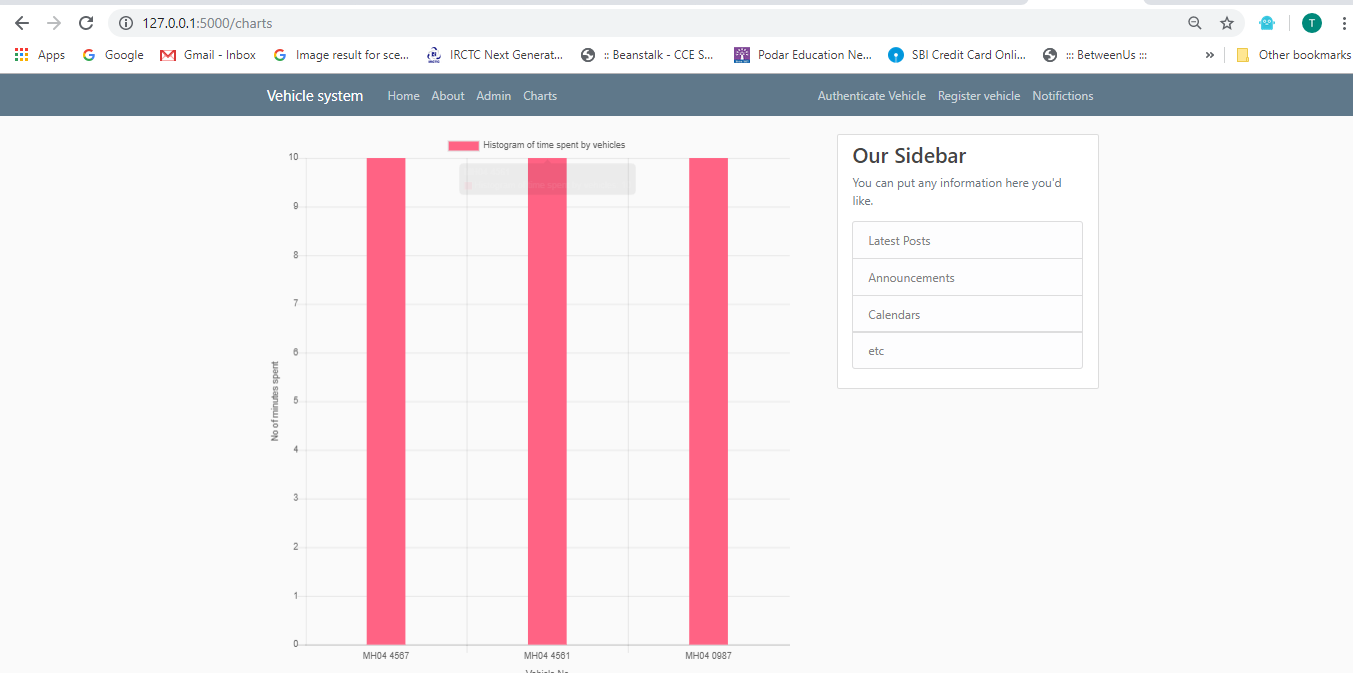 127.0.0.1:5000/charts
T
Apps Google Gmail - Inbox Image result for sce... IRCTC Next Generat... :: Beanstalk - CCE S... Podar Education Ne... SBI Credit Card Onli... ::: BetweenUs ::: » Other bookmarks
Vehicle system Home About Admin Charts Authenticate Vehicle Register vehicle Notifictions
Histogram of time spent by vehicles
10
9
8
7
6
5
4
3
2
1
0
No of minutes spent
MH04 4567 MH04 4561 MH04 0987
Vehicle No
Our Sidebar
You can put any information here you'd
like.
Latest Posts
Announcements
Calendars
etc